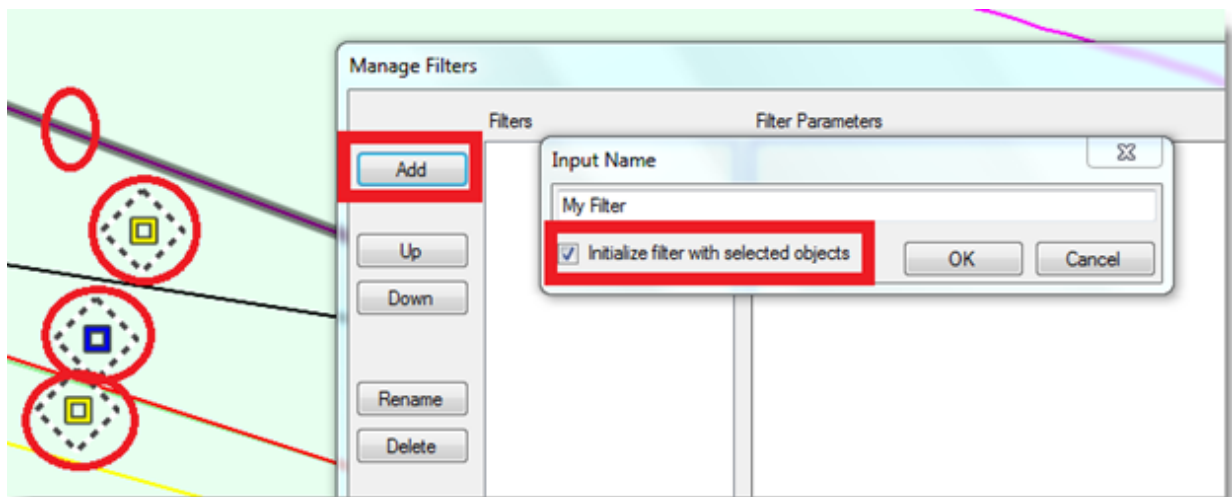 Manage Filters
Filters
Filter Parameters
Add
Input Name
My Filter
Initialize filter with selected objects
OK
Cancel
Up
Down
Rename
Delete